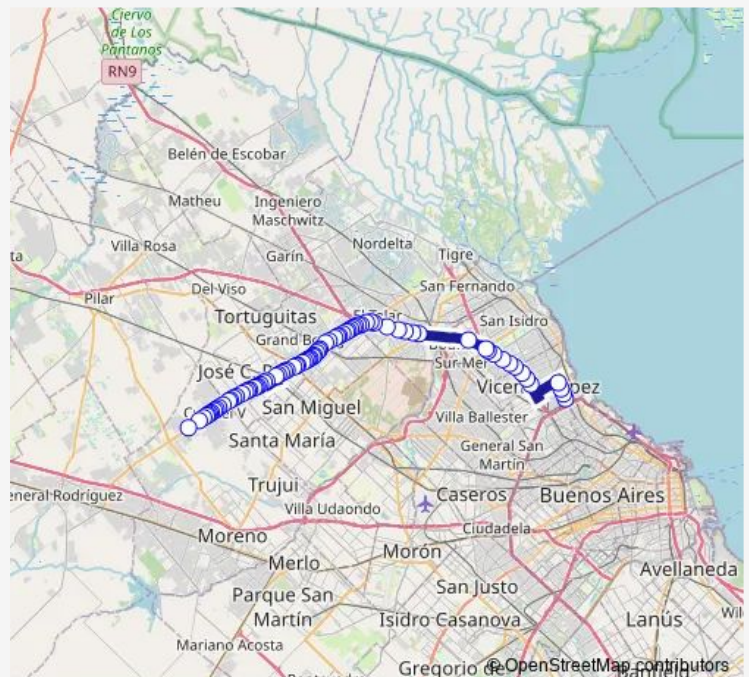 Ciervo
de Los
Pantanos
RN9
Belén de Escobar
Matheu
Ingeniero
Maschwitz
Nordelta
Tigre
Villa Rosa
Garín
San Fernando
Pilar
Del Viso
Tortuguitas
El Talar
San Isidro
Grand
José C.
Sur-Mer
Vicen
pez
San Miguel
Villa Ballester
Santa María
General San
Martín
Trujui
Caseros
Buenos Aires
eneral Rodríguez
Villa Udaondo
Ciudadela
Moreno
Morón
Merlo
Avellaneda
Parque San
Martín
San Justo
Isidro Casanova
Lanús
Mariano Acosta
Gregorio de
© OpenStreetMap contributors